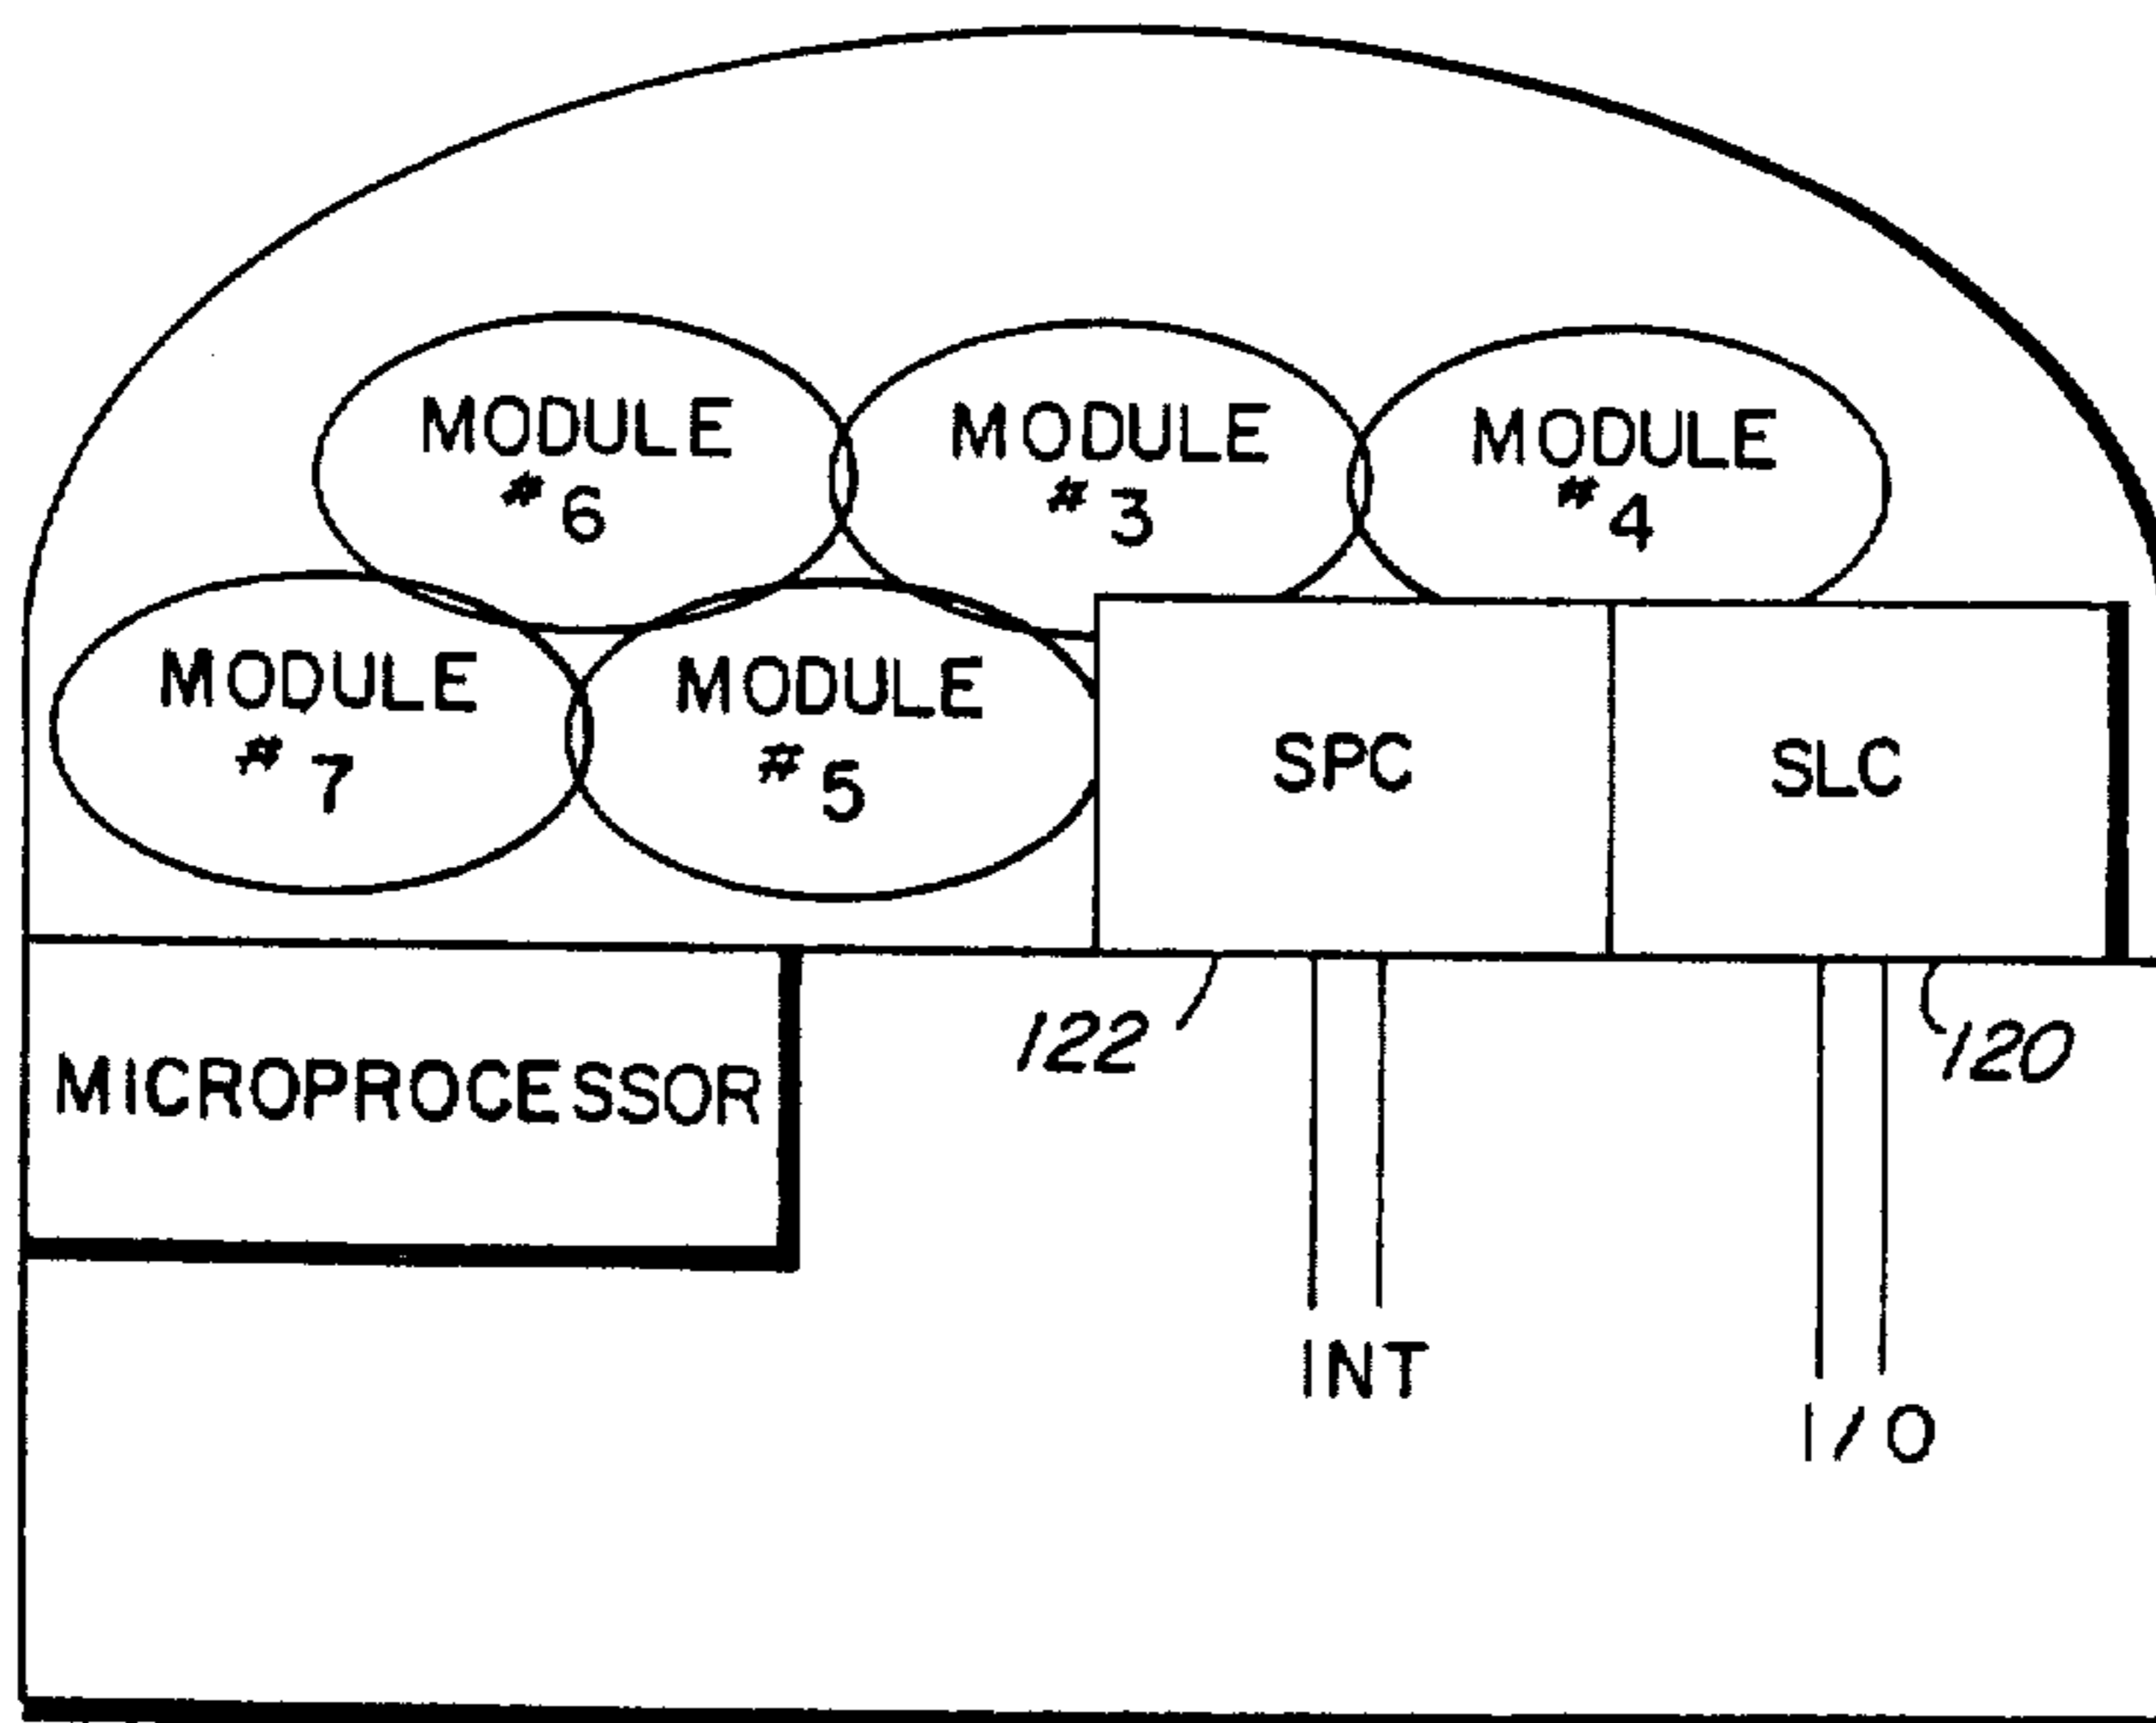 MODULE
# 6
MODULE
# 3
MODULE
# 4
MODULE
# 7
MODULE
# 5
SPC
SLC
122
120
MICROPROCESSOR
INT
I/O